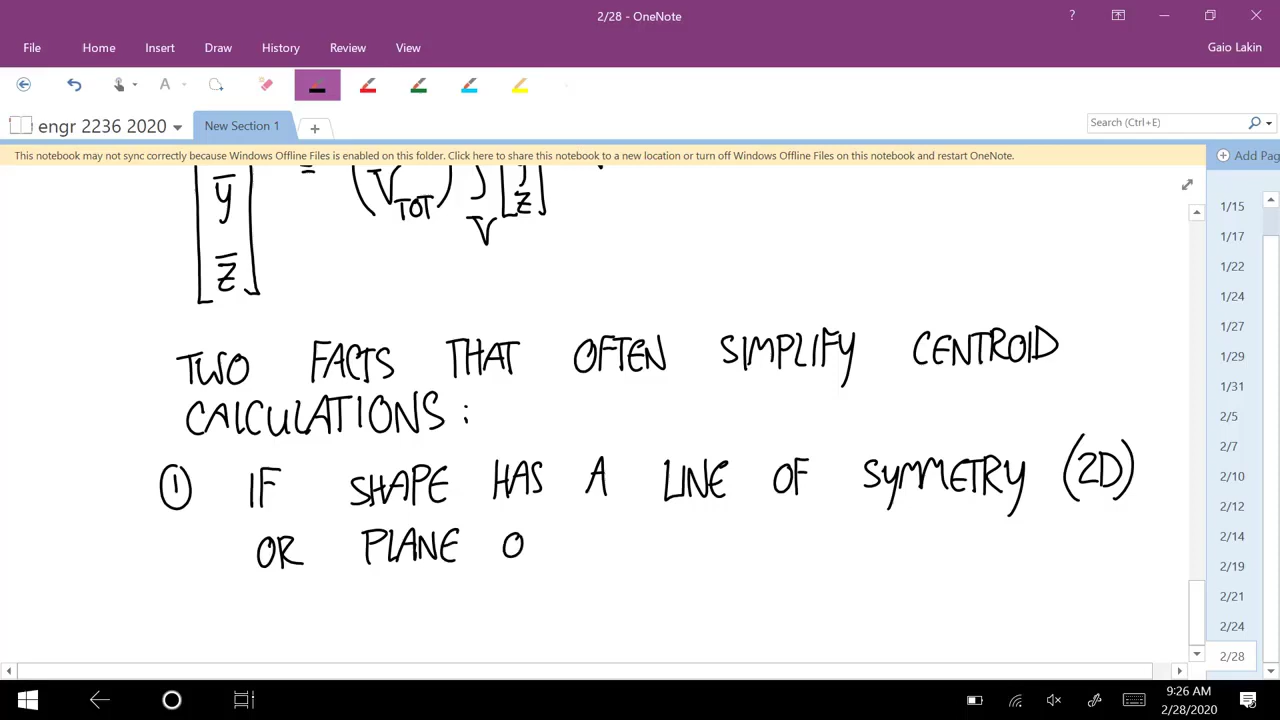 2/28 - OneNote
?
File Home Insert Draw History Review View Gaio Lakin
A
engr 2236 2020 New Section 1 + Search (Ctrl+E)
This notebook may not sync correctly because Windows Offline Files is enabled on this folder. Click here to share this notebook to a new location or turn off Windows Offline Files on this notebook and restart OneNote.
Add Pag
1/15
1/17
1/22
1/24
1/27
1/29
1/31
2/5
2/7
2/10
2/12
2/14
2/19
2/21
2/24
2/28
[y̅ z̅] = (V TOT) ∫ V [y z]
TWO FACTS THAT OFTEN SIMPLIFY CENTROID
CALCULATIONS:
① IF SHAPE HAS A LINE OF SYMMETRY (2D)
OR PLANE O
9:26 AM
2/28/2020